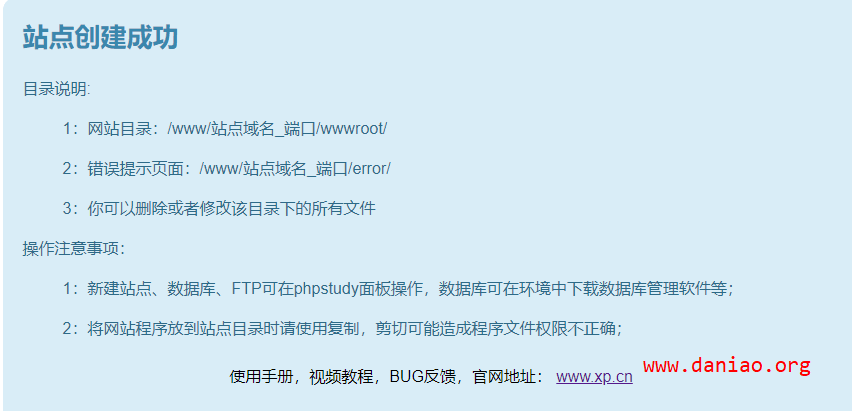 站点创建成功
目录说明:
1：网站目录：/www/站点域名_端口/wwwroot/
2：错误提示页面：/www/站点域名_端口/error/
3：你可以删除或者修改该目录下的所有文件
操作注意事项：
1：新建站点、数据库、FTP可在phpstudy面板操作，数据库可在环境中下载数据库管理软件等；
2：将网站程序放到站点目录时请使用复制，剪切可能造成程序文件权限不正确；
使用手册，视频教程，BUG反馈，官网地址： www.xp.cn
www.daniao.org